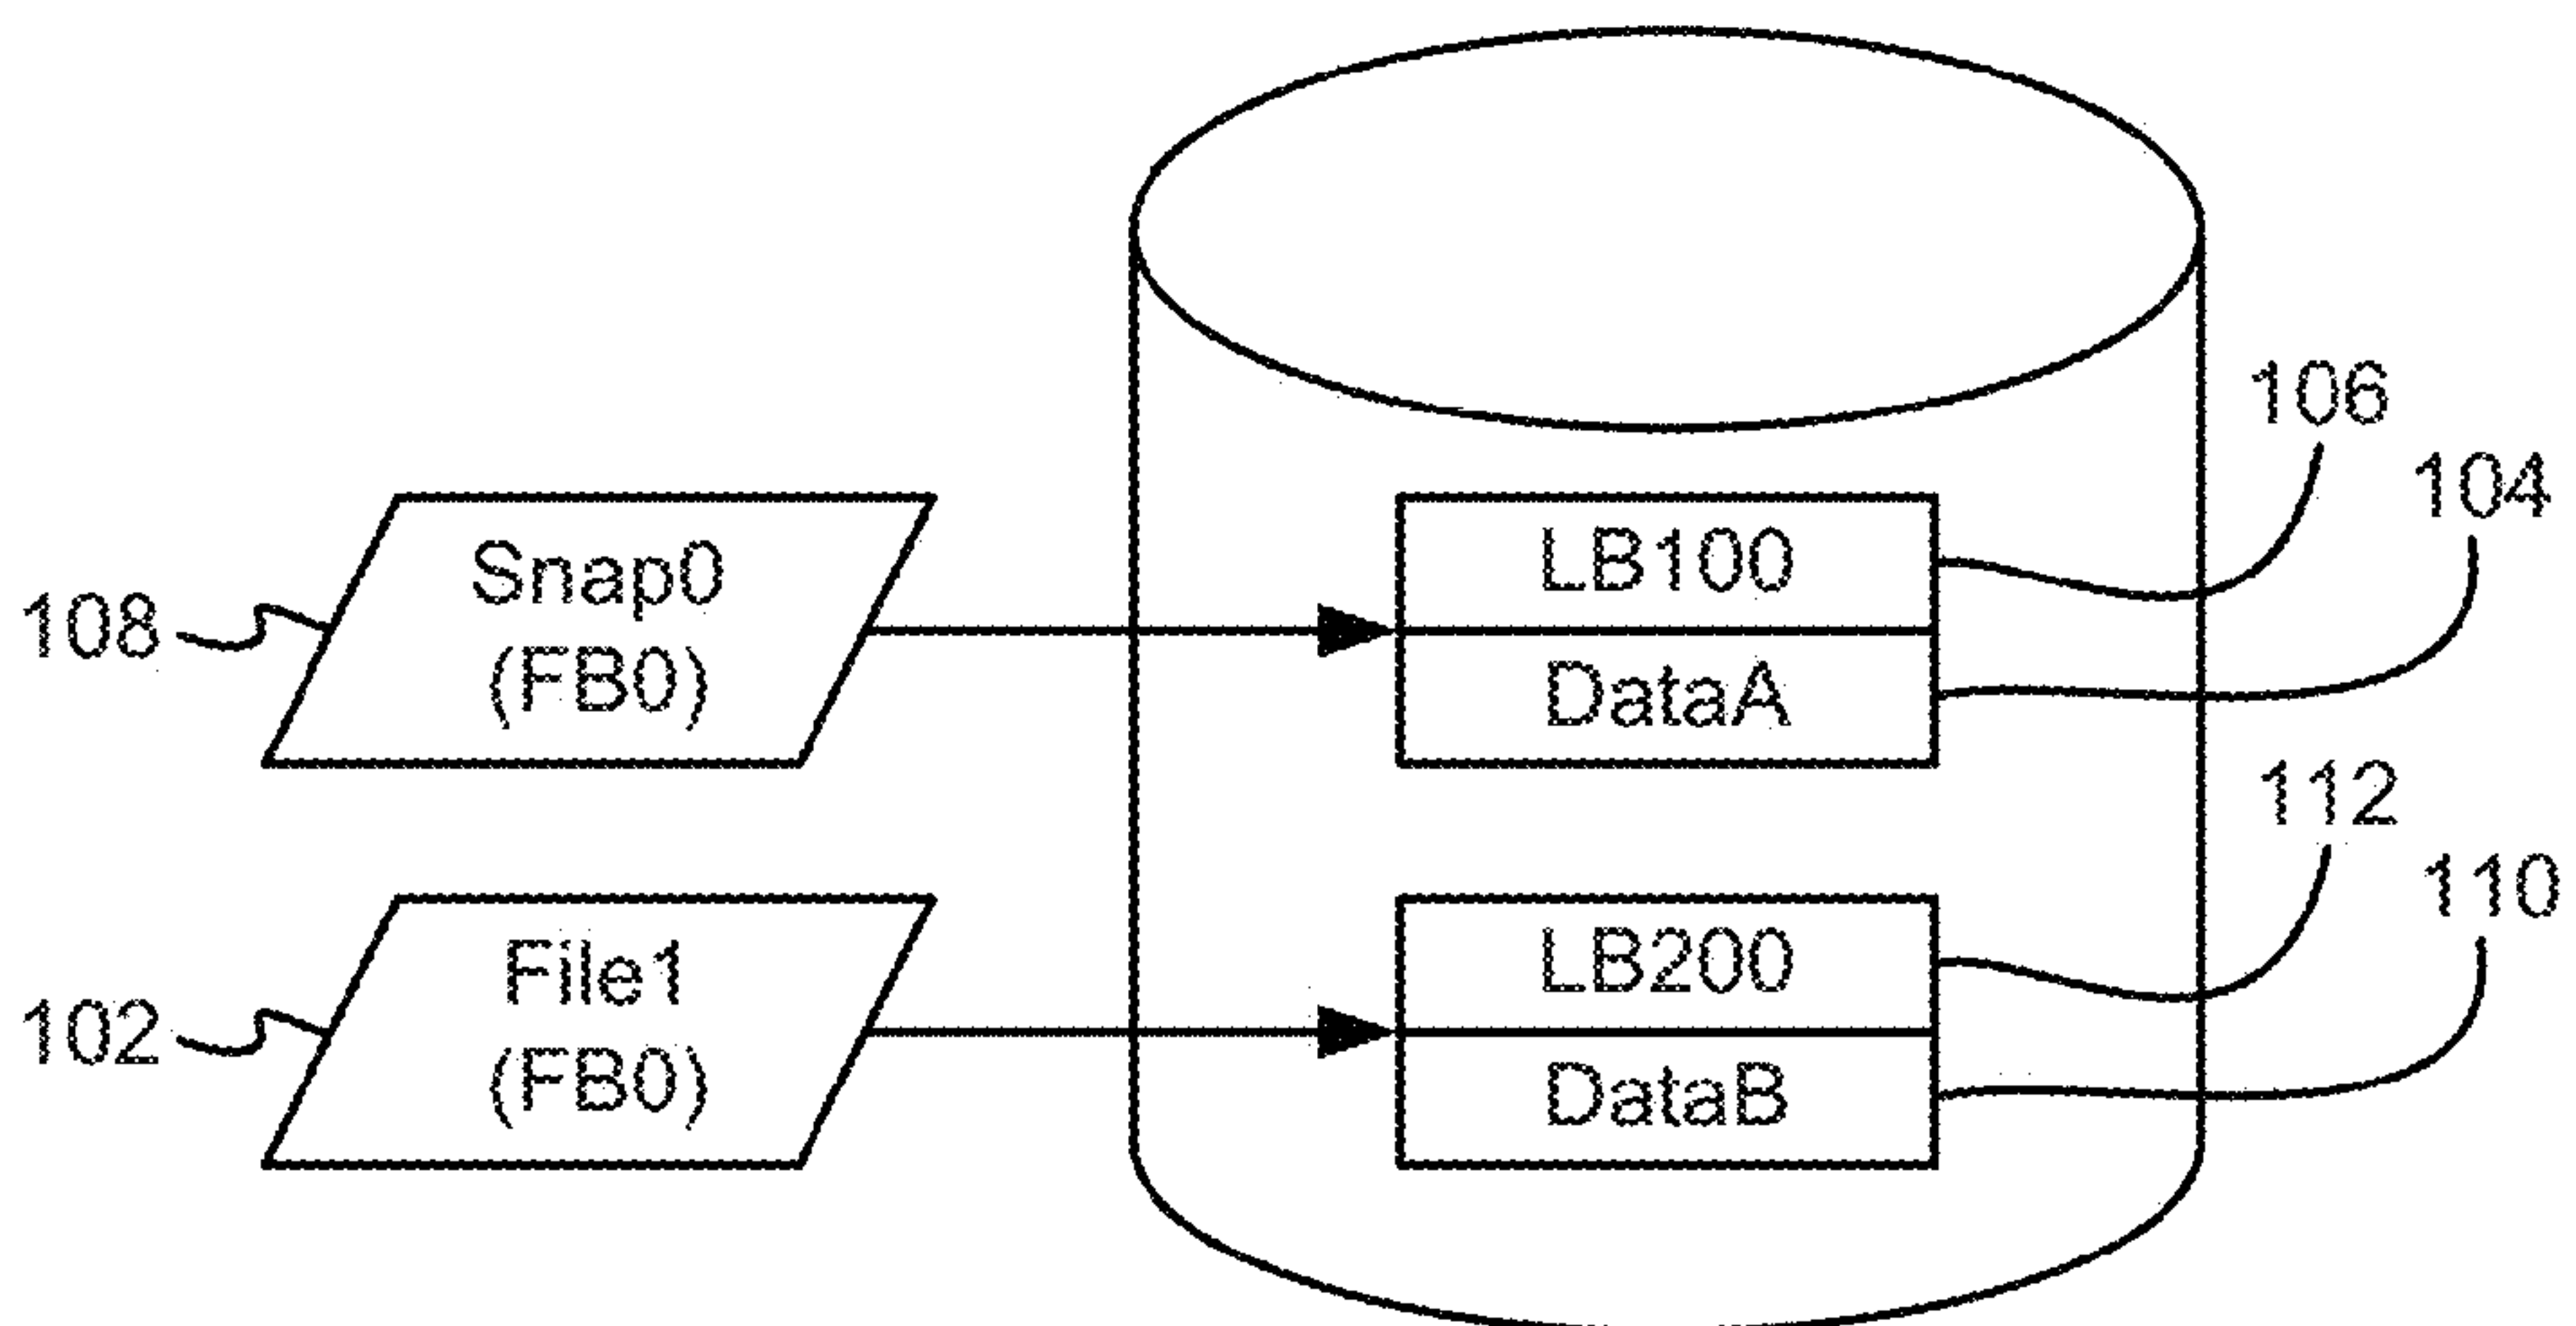 106
104
Snap0
(FB0)
108
LB100
DataA
112
110
File1
(FB0)
102
LB200
DataB